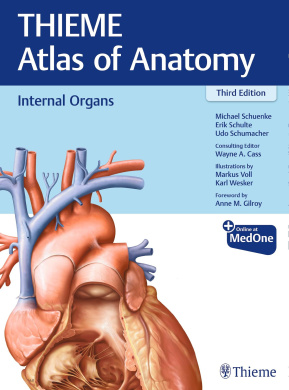 THIEME
Atlas of Anatomy
Internal Organs
Third Edition
Michael Schuenke
Erik Schulte
Udo Schumacher
Consulting Editor
Wayne A. Cass
Illustrations by
Markus Voll
Karl Wesker
Foreword by
Anne M. Gilroy
+ Online at
MedOne
Thieme